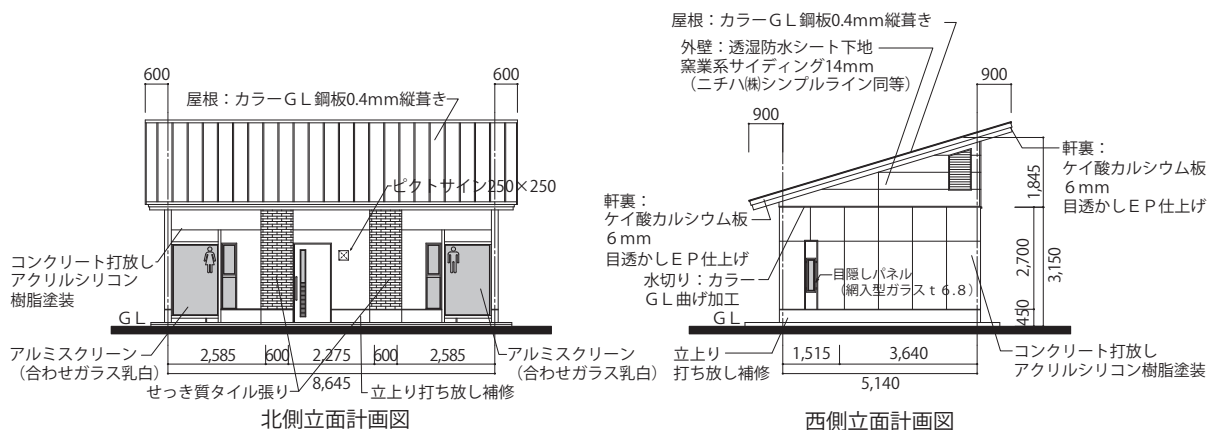 600
600
屋根：カラーＧＬ鋼板0.4mm縦葺き
ピクトサイン250×250
コンクリート打放し
アクリルシリコン
樹脂塗装
ＧＬ
アルミスクリーン
（合わせガラス乳白）
2,585
600
2,275
600
2,585
8,645
アルミスクリーン
（合わせガラス乳白）
せっき質タイル張り
立上り打ち放し補修
北側立面計画図
屋根：カラーＧＬ鋼板0.4mm縦葺き
外壁：透湿防水シート下地
窯業系サイディング14mm
（ニチハ㈱シンプルライン同等）
900
900
軒裏：
ケイ酸カルシウム板
６mm
目透かしＥＰ仕上げ
軒裏：
ケイ酸カルシウム板
６mm
目透かしＥＰ仕上げ
水切り：カラー
ＧＬ曲げ加工
目隠しパネル
（網入型ガラスｔ６.８）
1,845
2,700
3,150
450
ＧＬ
立上り
打ち放し補修
1,515
3,640
5,140
コンクリート打放し
アクリルシリコン樹脂塗装
西側立面計画図